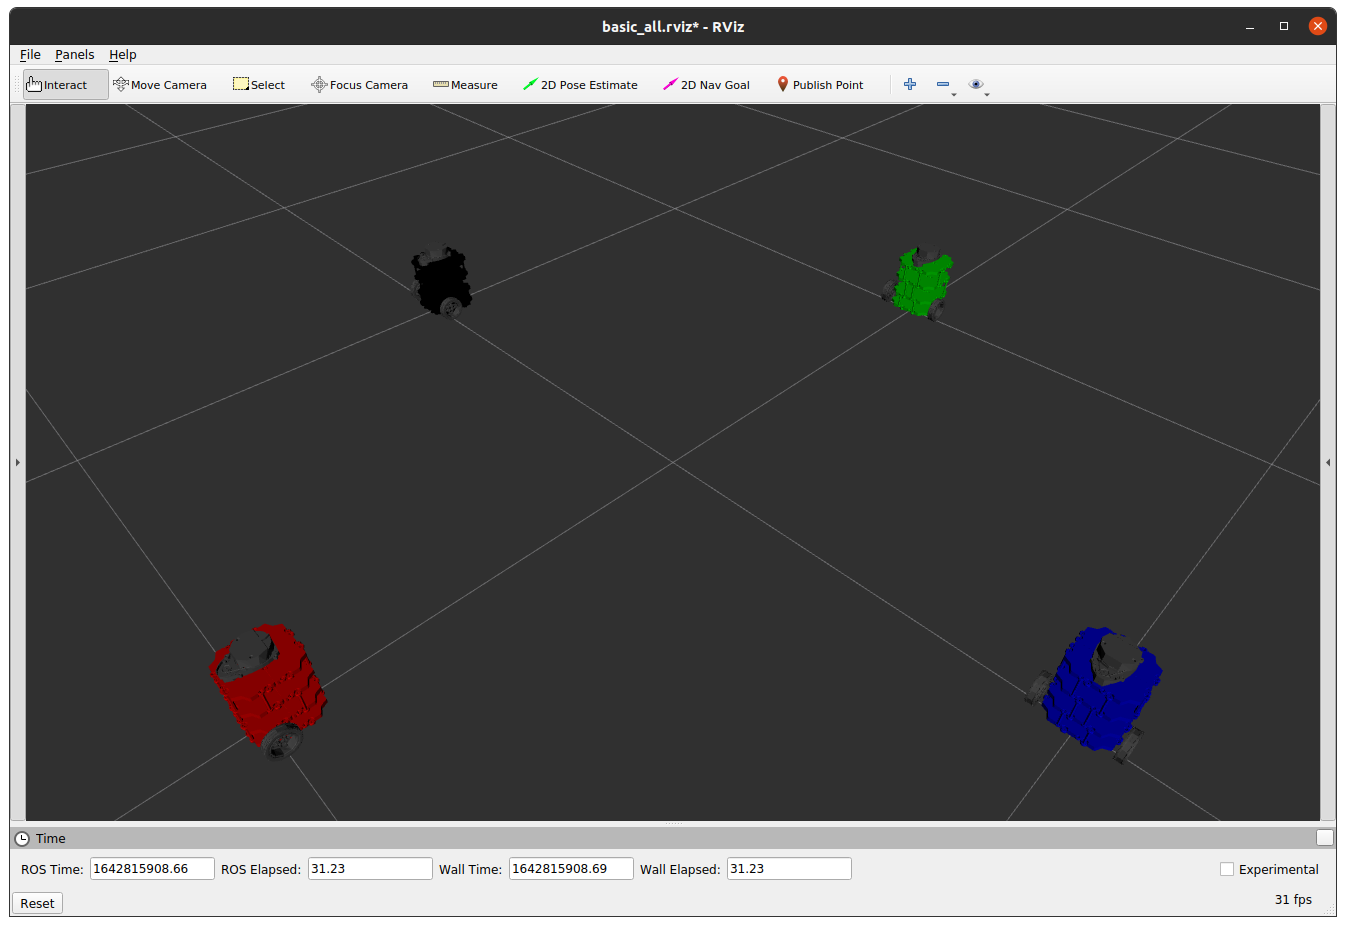 basic_all.rviz* - RViz
File Panels Help
Interact Move Camera Select Focus Camera Measure 2D Pose Estimate 2D Nav Goal Publish Point
Time
ROS Time: 1642815908.66 ROS Elapsed: 31.23 Wall Time: 1642815908.69 Wall Elapsed: 31.23 Experimental
Reset 31 fps